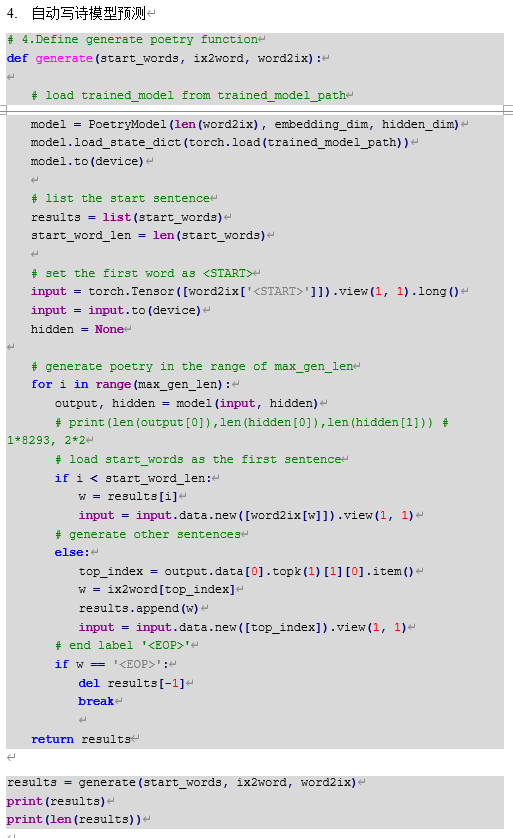 4. 自动写诗模型预测
# 4.Define generate poetry function
def generate(start_words, ix2word, word2ix):
    # load trained_model from trained_model_path
    model = PoetryModel(len(word2ix), embedding_dim, hidden_dim)
    model.load_state_dict(torch.load(trained_model_path))
    model.to(device)
    # list the start sentence
    results = list(start_words)
    start_word_len = len(start_words)
    # set the first word as <START>
    input = torch.Tensor([word2ix['<START>']]).view(1, 1).long()
    input = input.to(device)
    hidden = None
    # generate poetry in the range of max_gen_len
    for i in range(max_gen_len):
        output, hidden = model(input, hidden)
        # print(len(output[0]),len(hidden[0]),len(hidden[1])) #
1*8293, 2*2
        # load start_words as the first sentence
        if i < start_word_len:
            w = results[i]
            input = input.data.new([word2ix[w]]).view(1, 1)
        # generate other sentences
        else:
            top_index = output.data[0].topk(1)[1][0].item()
            w = ix2word[top_index]
            results.append(w)
            input = input.data.new([top_index]).view(1, 1)
        # end label '<EOP>'
        if w == '<EOP>':
            del results[-1]
            break
    return results
results = generate(start_words, ix2word, word2ix)
print(results)
print(len(results))